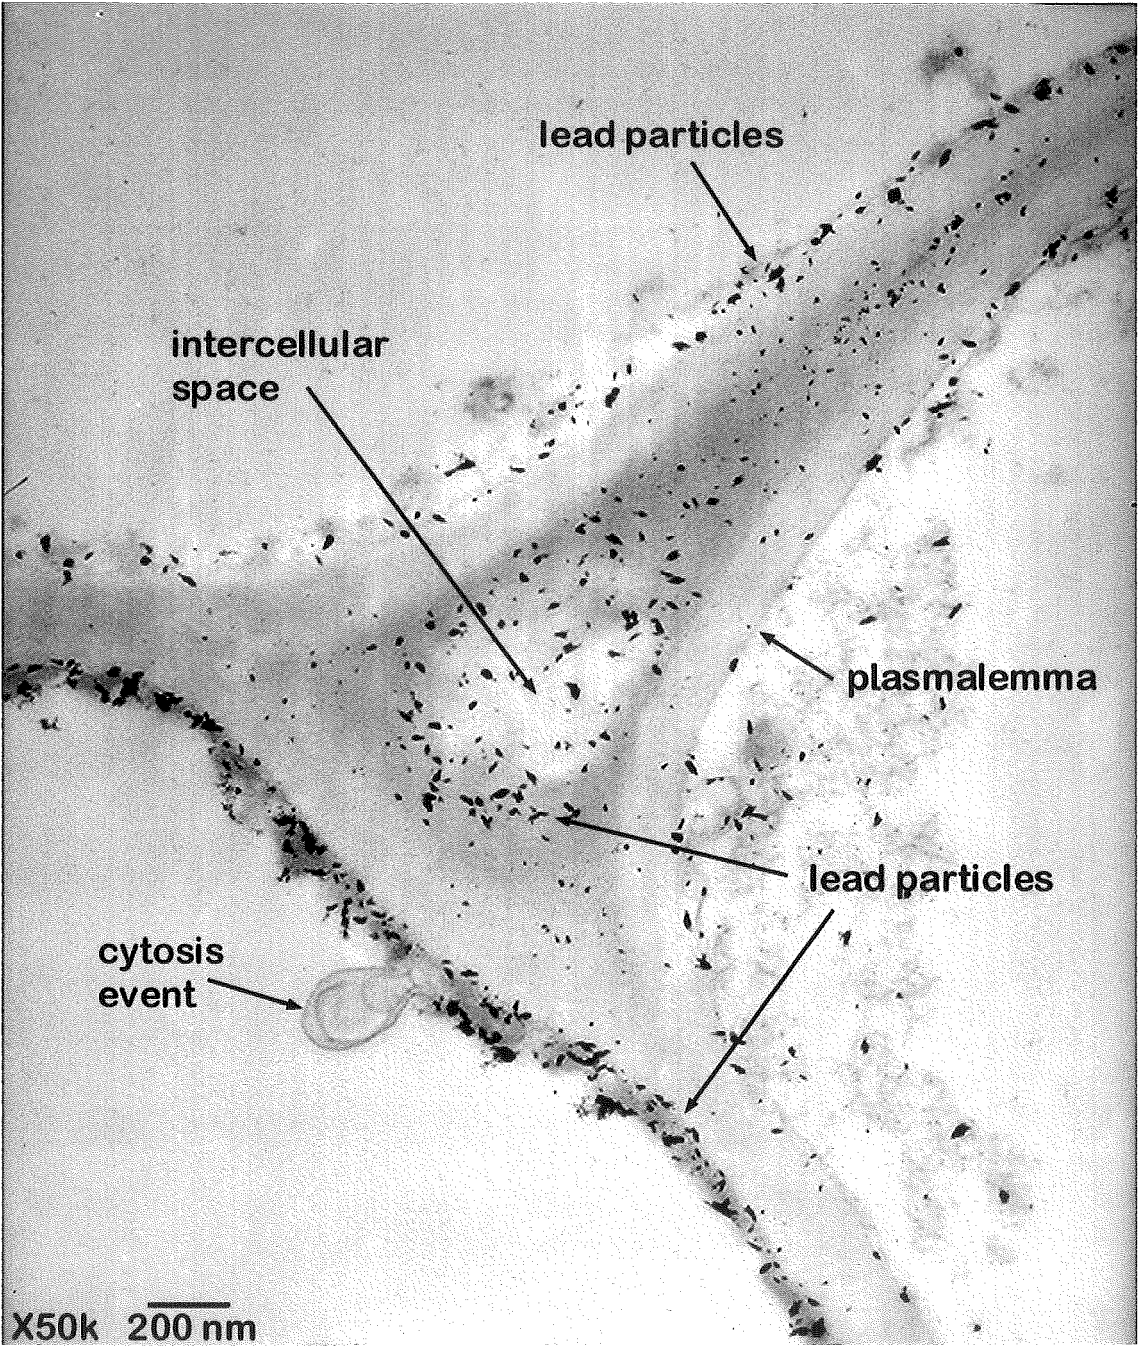 lead particles
intercellular
space
plasmalemma
lead particles
cytosis
event
X50k 200 nm